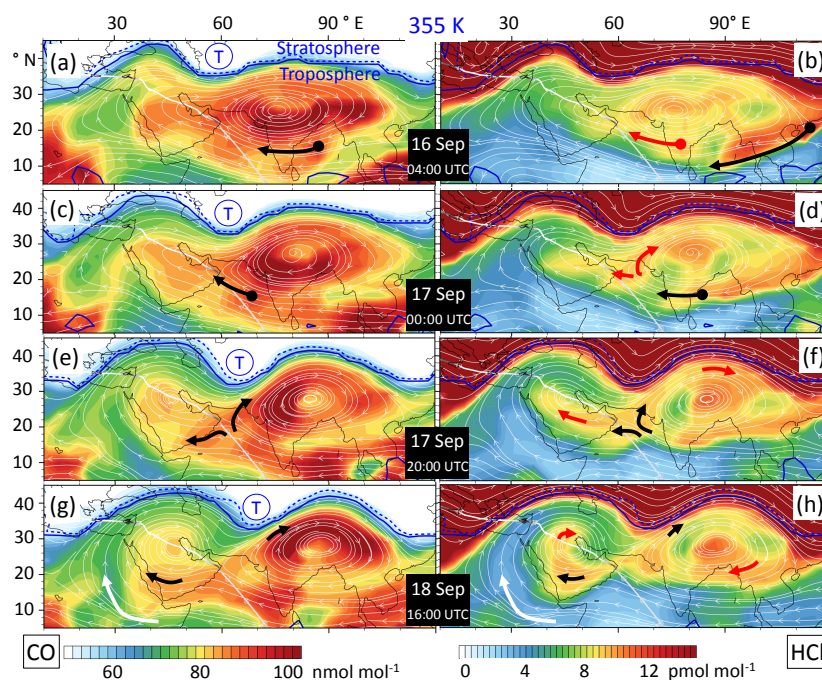 30 60 90° E 355 K 30 60 90° E
° N
40
30
20
10
(a) T Stratosphere
Troposphere
(b)
16 Sep
04:00 UTC
40
30
20
10
(c) T
(d)
17 Sep
00:00 UTC
40
30
20
10
(e) T
(f)
17 Sep
20:00 UTC
40
30
20
10
(g) T
(h)
18 Sep
16:00 UTC
CO 60 80 100 nmol mol-1
0 4 8 12 pmol mol-1 HCl